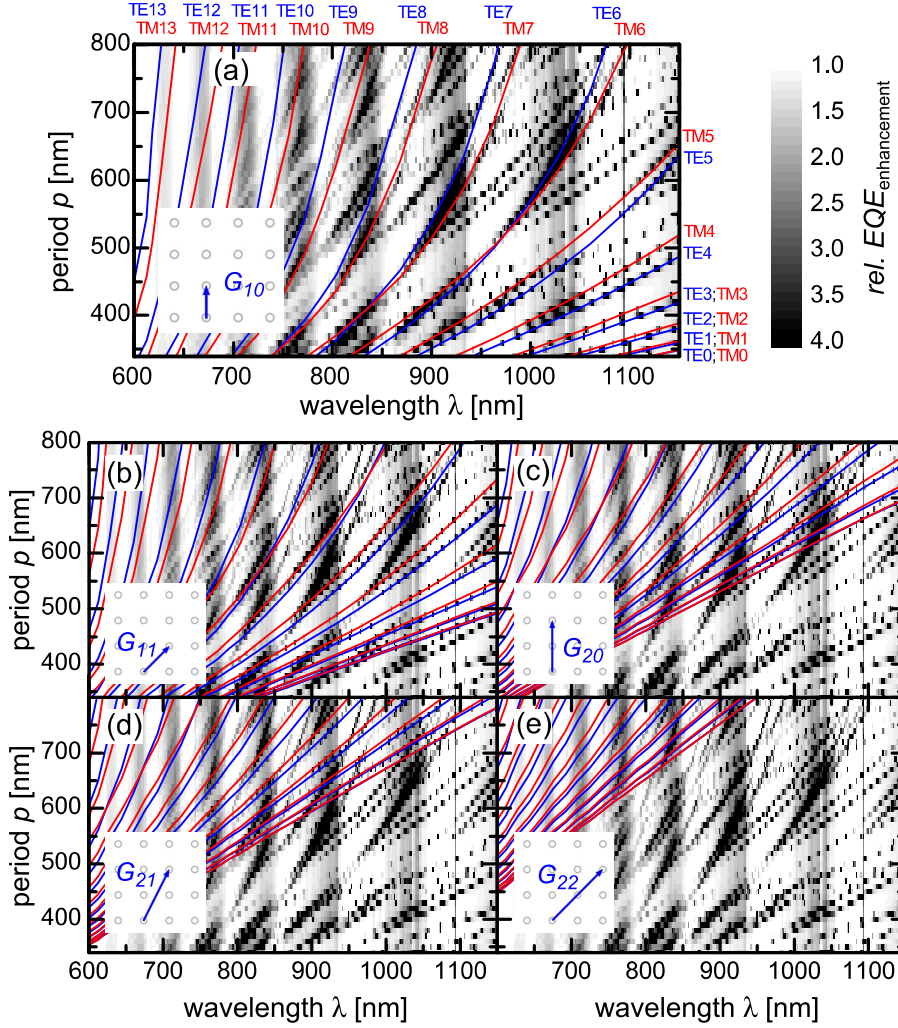 TE13 TE12 TE11 TE10 TE9 TE8 TE7 TE6
TM13 TM12 TM11 TM10 TM9 TM8 TM7 TM6
(a)
800
700
600
500
400
period p [nm]
G10
TM5
TE5
TM4
TE4
TE3;TM3
TE2;TM2
TE1;TM1
TE0;TM0
600 700 800 900 1000 1100
wavelength λ [nm]
1.0
1.5
2.0
2.5
3.0
3.5
4.0
rel. EQEenhancement
(b)
800
700
600
500
400
period p [nm]
G11
(c)
G20
(d)
700
600
500
400
period p [nm]
G21
600 700 800 900 1000 1100
wavelength λ [nm]
(e)
G22
700 800 900 1000 1100
wavelength λ [nm]